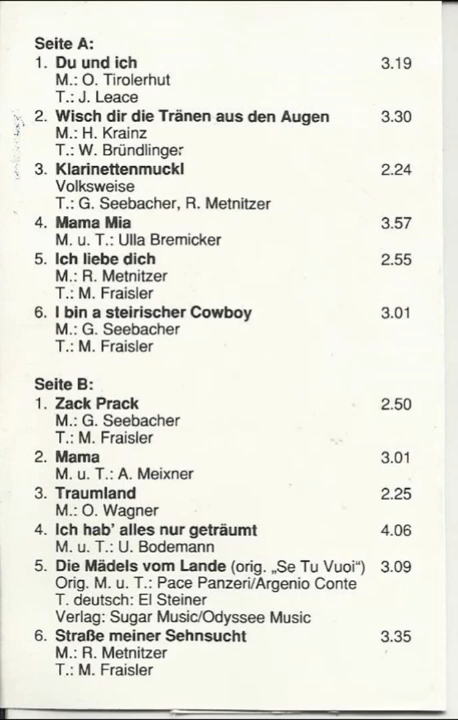 Seite A:
1. Du und ich 3.19
M.: O. Tirolerhut
T.: J. Leace
2. Wisch dir die Tränen aus den Augen 3.30
M.: H. Krainz
T.: W. Bründlinger
3. Klarinettenmuckl 2.24
Volksweise
T.: G. Seebacher, R. Metnitzer
4. Mama Mia 3.57
M. u. T.: Ulla Bremicker
5. Ich liebe dich 2.55
M.: R. Metnitzer
T.: M. Fraisler
6. I bin a steirischer Cowboy 3.01
M.: G. Seebacher
T.: M. Fraisler
Seite B:
1. Zack Prack 2.50
M.: G. Seebacher
T.: M. Fraisler
2. Mama 3.01
M. u. T.: A. Meixner
3. Traumland 2.25
M.: O. Wagner
4. Ich hab' alles nur geträumt 4.06
M. u. T.: U. Bodemann
5. Die Mädels vom Lande (orig. „Se Tu Vuoi") 3.09
Orig. M. u. T.: Pace Panzeri/Argenio Conte
T. deutsch: El Steiner
Verlag: Sugar Music/Odyssee Music
6. Straße meiner Sehnsucht 3.35
M.: R. Metnitzer
T.: M. Fraisler